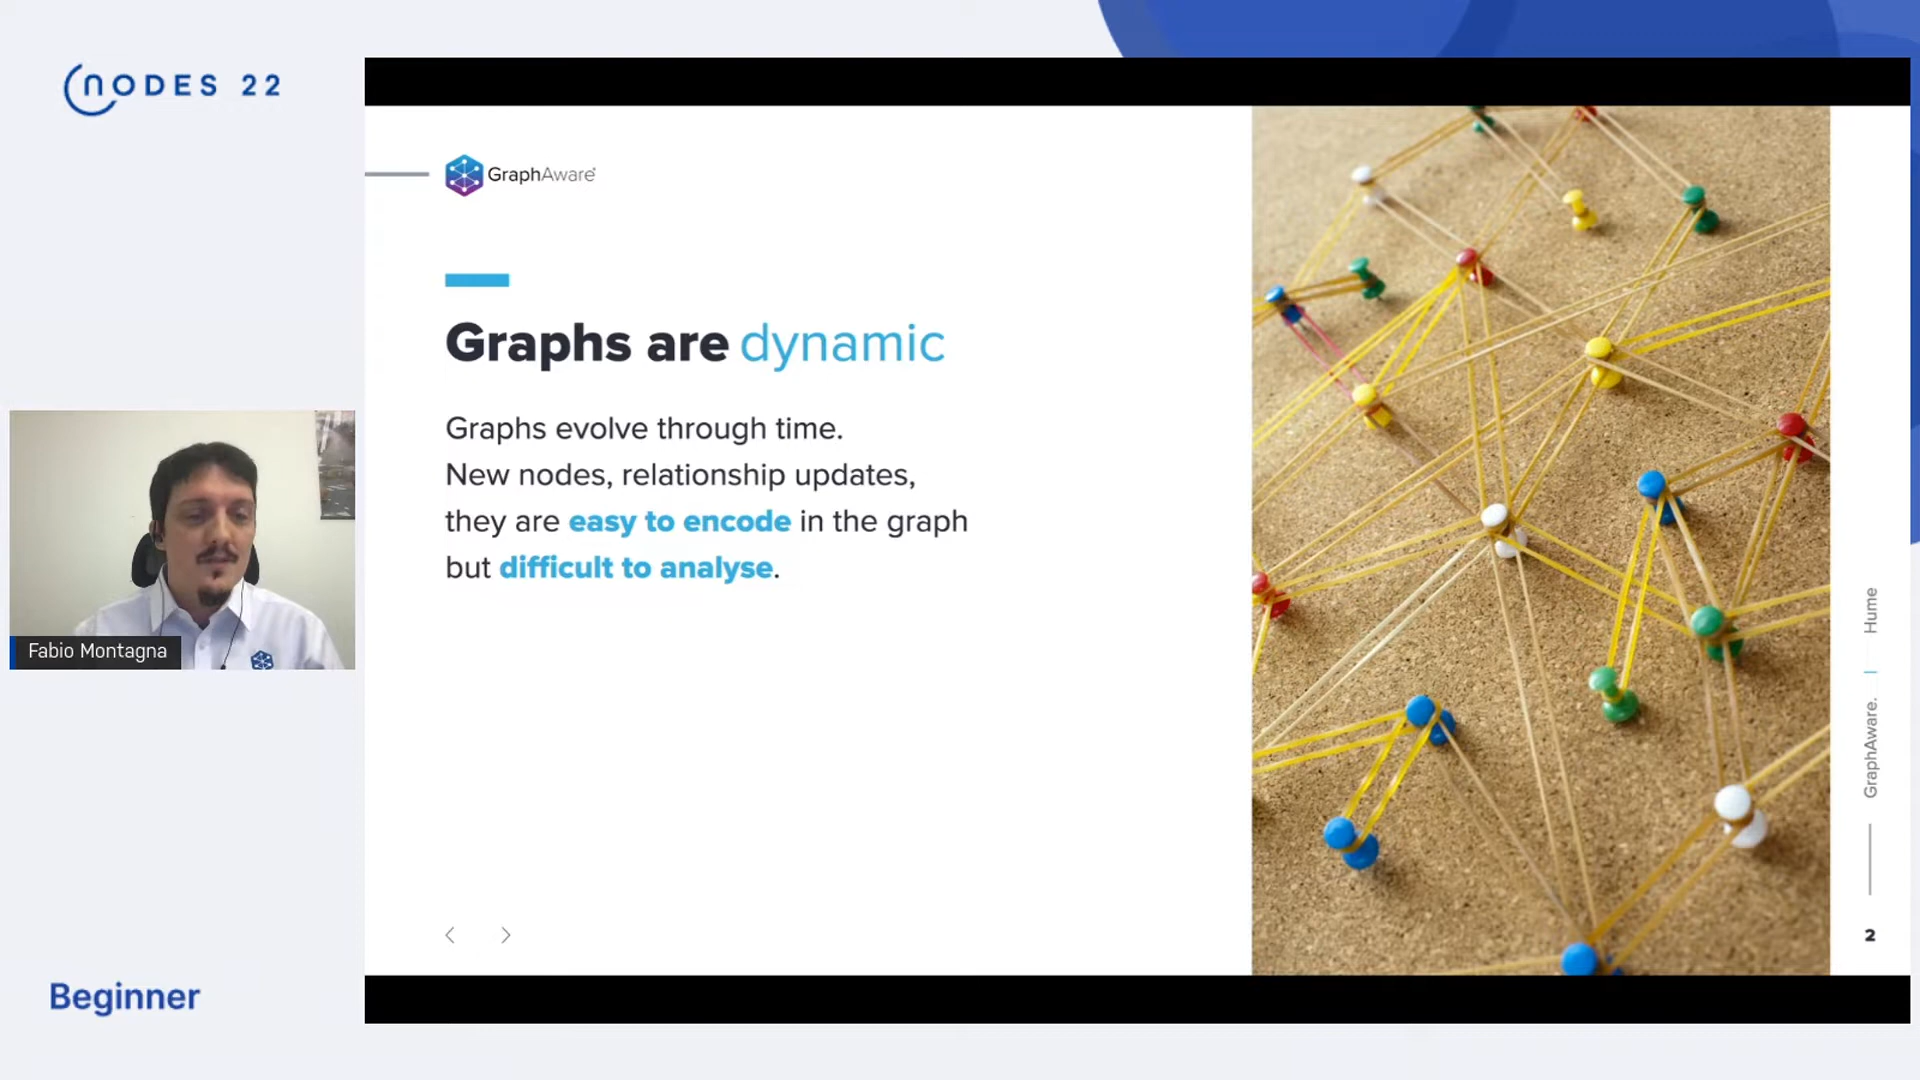 NODES 22
GraphAware
Graphs are dynamic
Graphs evolve through time.
New nodes, relationship updates,
they are easy to encode in the graph
but difficult to analyse.
Fabio Montagna
Beginner
GraphAware. | Hume
2